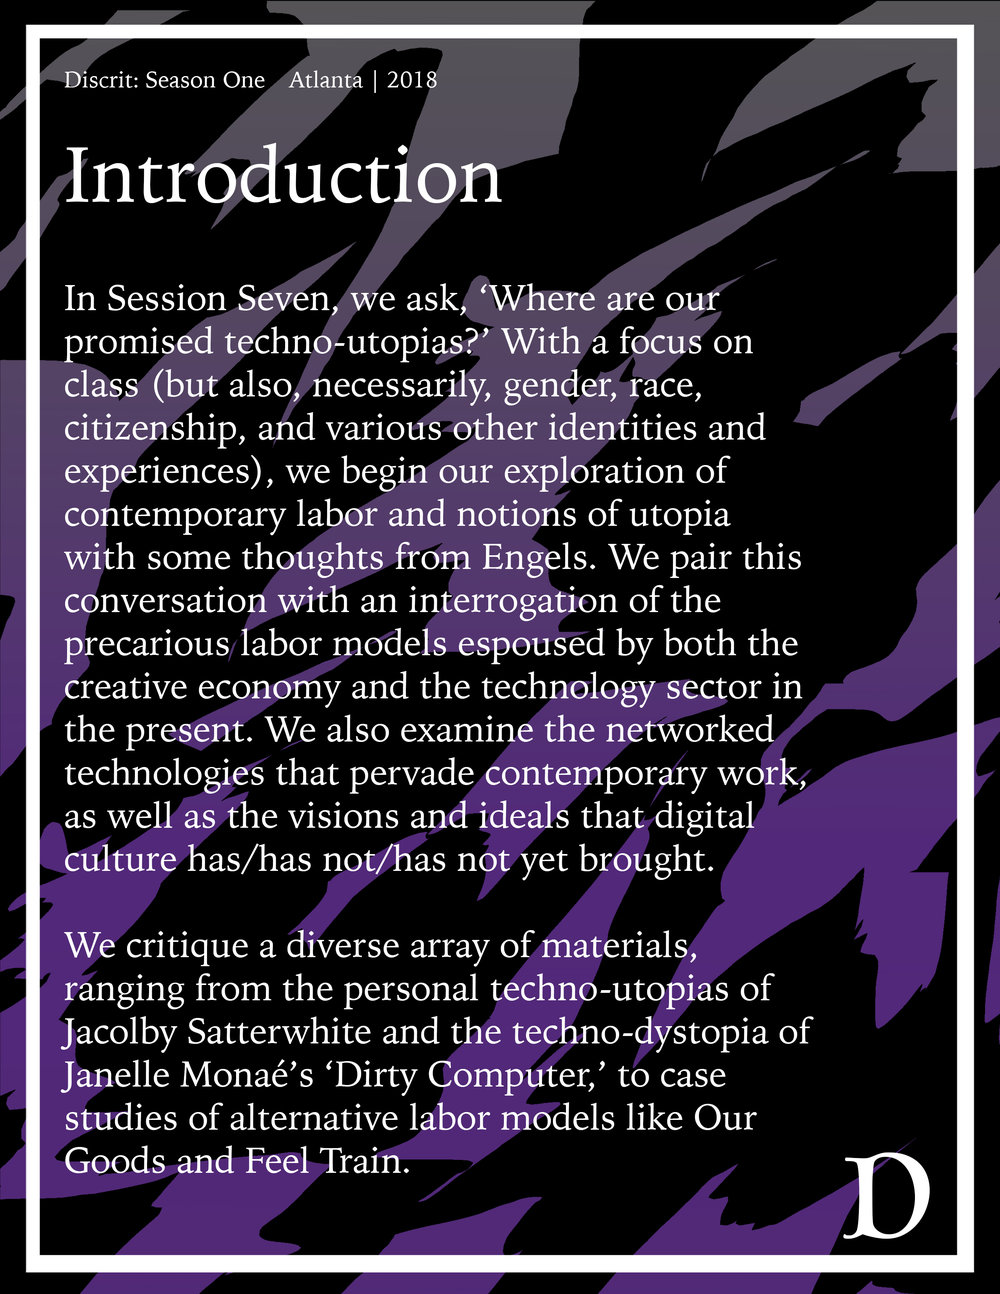 Discrit: Season One Atlanta | 2018
Introduction
In Session Seven, we ask, ‘Where are our
promised techno-utopias?’ With a focus on
class (but also, necessarily, gender, race,
citizenship, and various other identities and
experiences), we begin our exploration of
contemporary labor and notions of utopia
with some thoughts from Engels. We pair this
conversation with an interrogation of the
precarious labor models espoused by both the
creative economy and the technology sector in
the present. We also examine the networked
technologies that pervade contemporary work,
as well as the visions and ideals that digital
culture has/has not/has not yet brought.
We critique a diverse array of materials,
ranging from the personal techno-utopias of
Jacolby Satterwhite and the techno-dystopia of
Janelle Monaé’s ‘Dirty Computer,’ to case
studies of alternative labor models like Our
Goods and Feel Train.
D